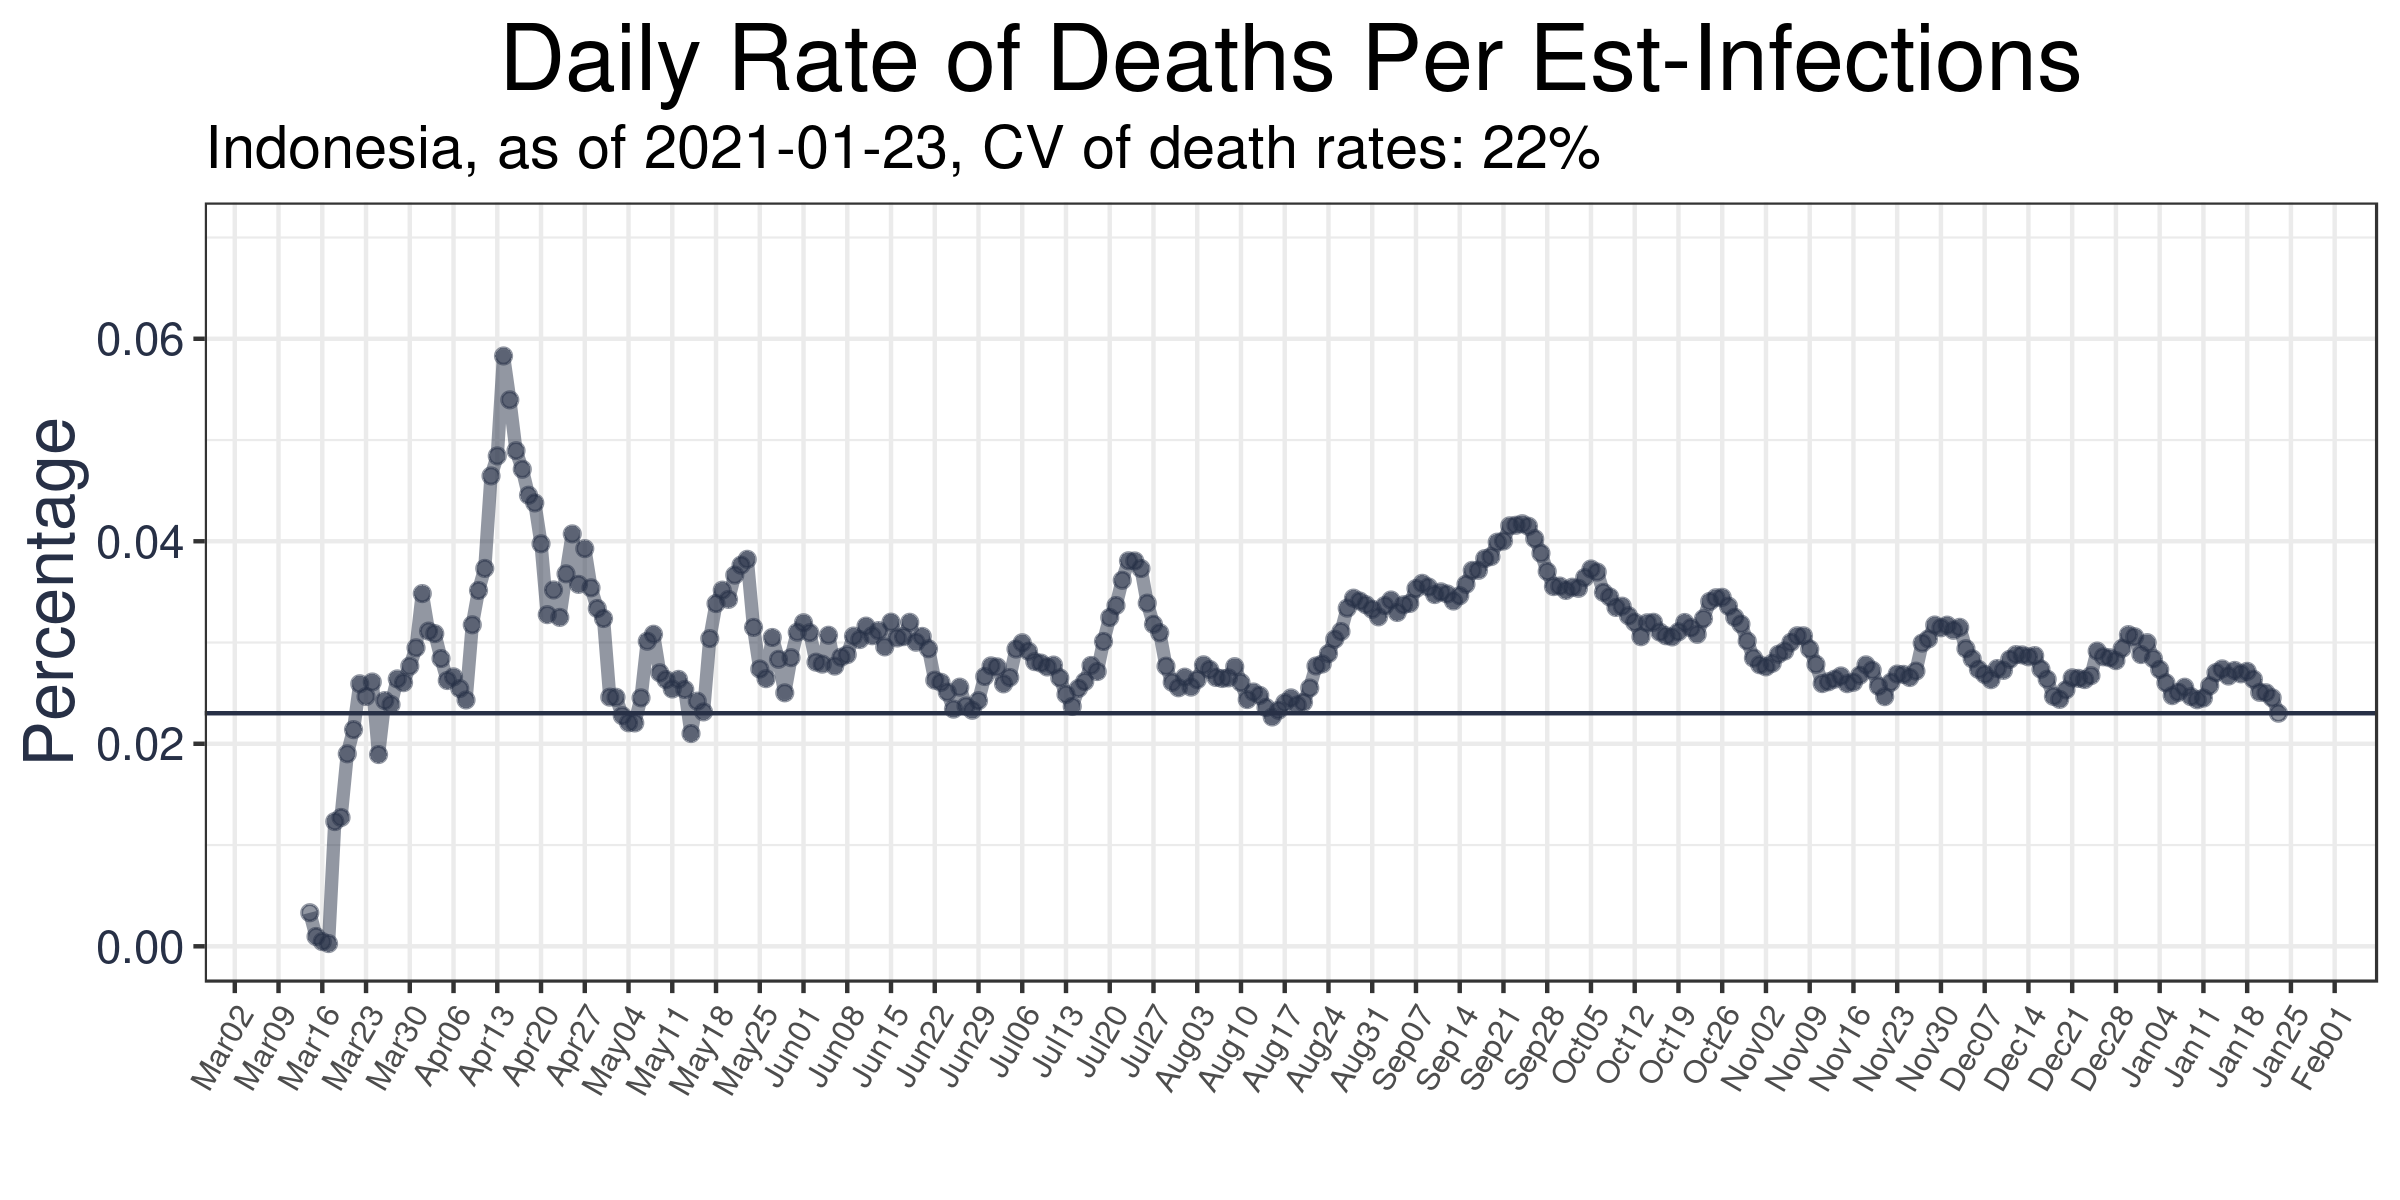 Daily Rate of Deaths Per Est-Infections
Indonesia, as of 2021-01-23, CV of death rates: 22%
Percentage
0.06
0.04
0.02
0.00
Mar02
Mar09
Mar16
Mar23
Mar30
Apr06
Apr13
Apr20
Apr27
May04
May11
May18
May25
Jun01
Jun08
Jun15
Jun22
Jun29
Jul06
Jul13
Jul20
Jul27
Aug03
Aug10
Aug17
Aug24
Aug31
Sep07
Sep14
Sep21
Sep28
Oct05
Oct12
Oct19
Oct26
Nov02
Nov09
Nov16
Nov23
Nov30
Dec07
Dec14
Dec21
Dec28
Jan04
Jan11
Jan18
Jan25
Feb01